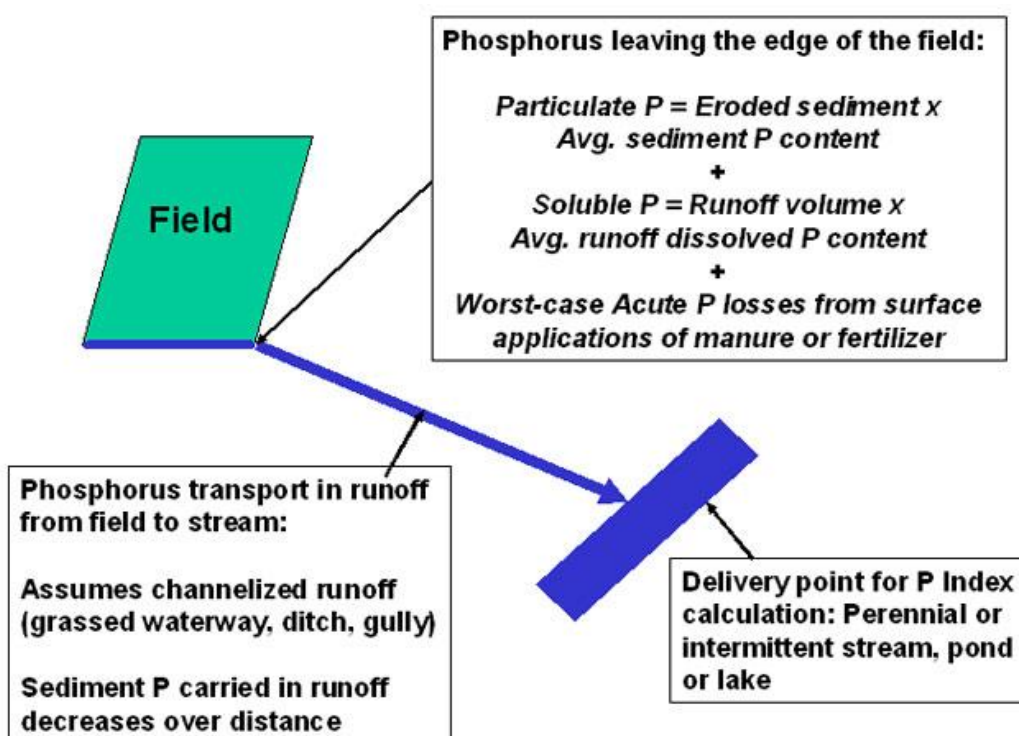 Phosphorus leaving the edge of the field:
Particulate P = Eroded sediment x
Avg. sediment P content
+
Soluble P = Runoff volume x
Avg. runoff dissolved P content
+
Worst-case Acute P losses from surface
applications of manure or fertilizer
Field
Phosphorus transport in runoff
from field to stream:
Assumes channelized runoff
(grassed waterway, ditch, gully)
Sediment P carried in runoff
decreases over distance
Delivery point for P Index
calculation: Perennial or
intermittent stream, pond
or lake